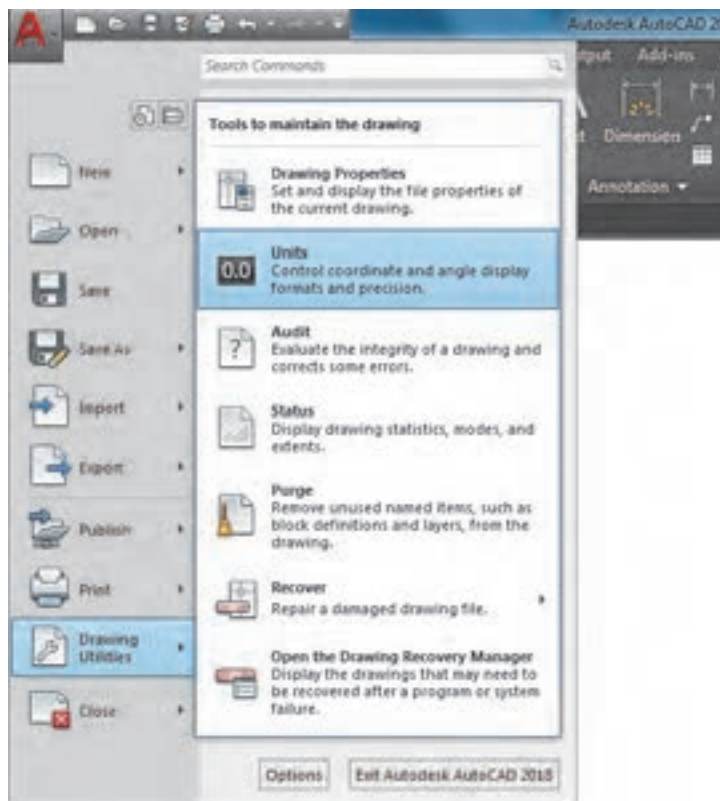 Autodesk AutoCAD 20
Search Commands
Add-ins
Dimension
Annotation
Tools to maintain the drawing
New
Open
Save
Save As
Import
Export
Publish
Print
Drawing
Utilities
Close
Drawing Properties
Set and display the file properties of
the current drawing.
0.0
Units
Control coordinate and angle display
formats and precision.
?
Audit
Evaluate the integrity of a drawing and
corrects some errors.
Status
Display drawing statistics, modes, and
extents.
Purge
Remove unused named items, such as
block definitions and layers, from the
drawing.
Recover
Repair a damaged drawing file.
Open the Drawing Recovery Manager
Display the drawings that may need to
be recovered after a program or system
failure.
Options
Exit Autodesk AutoCAD 2018